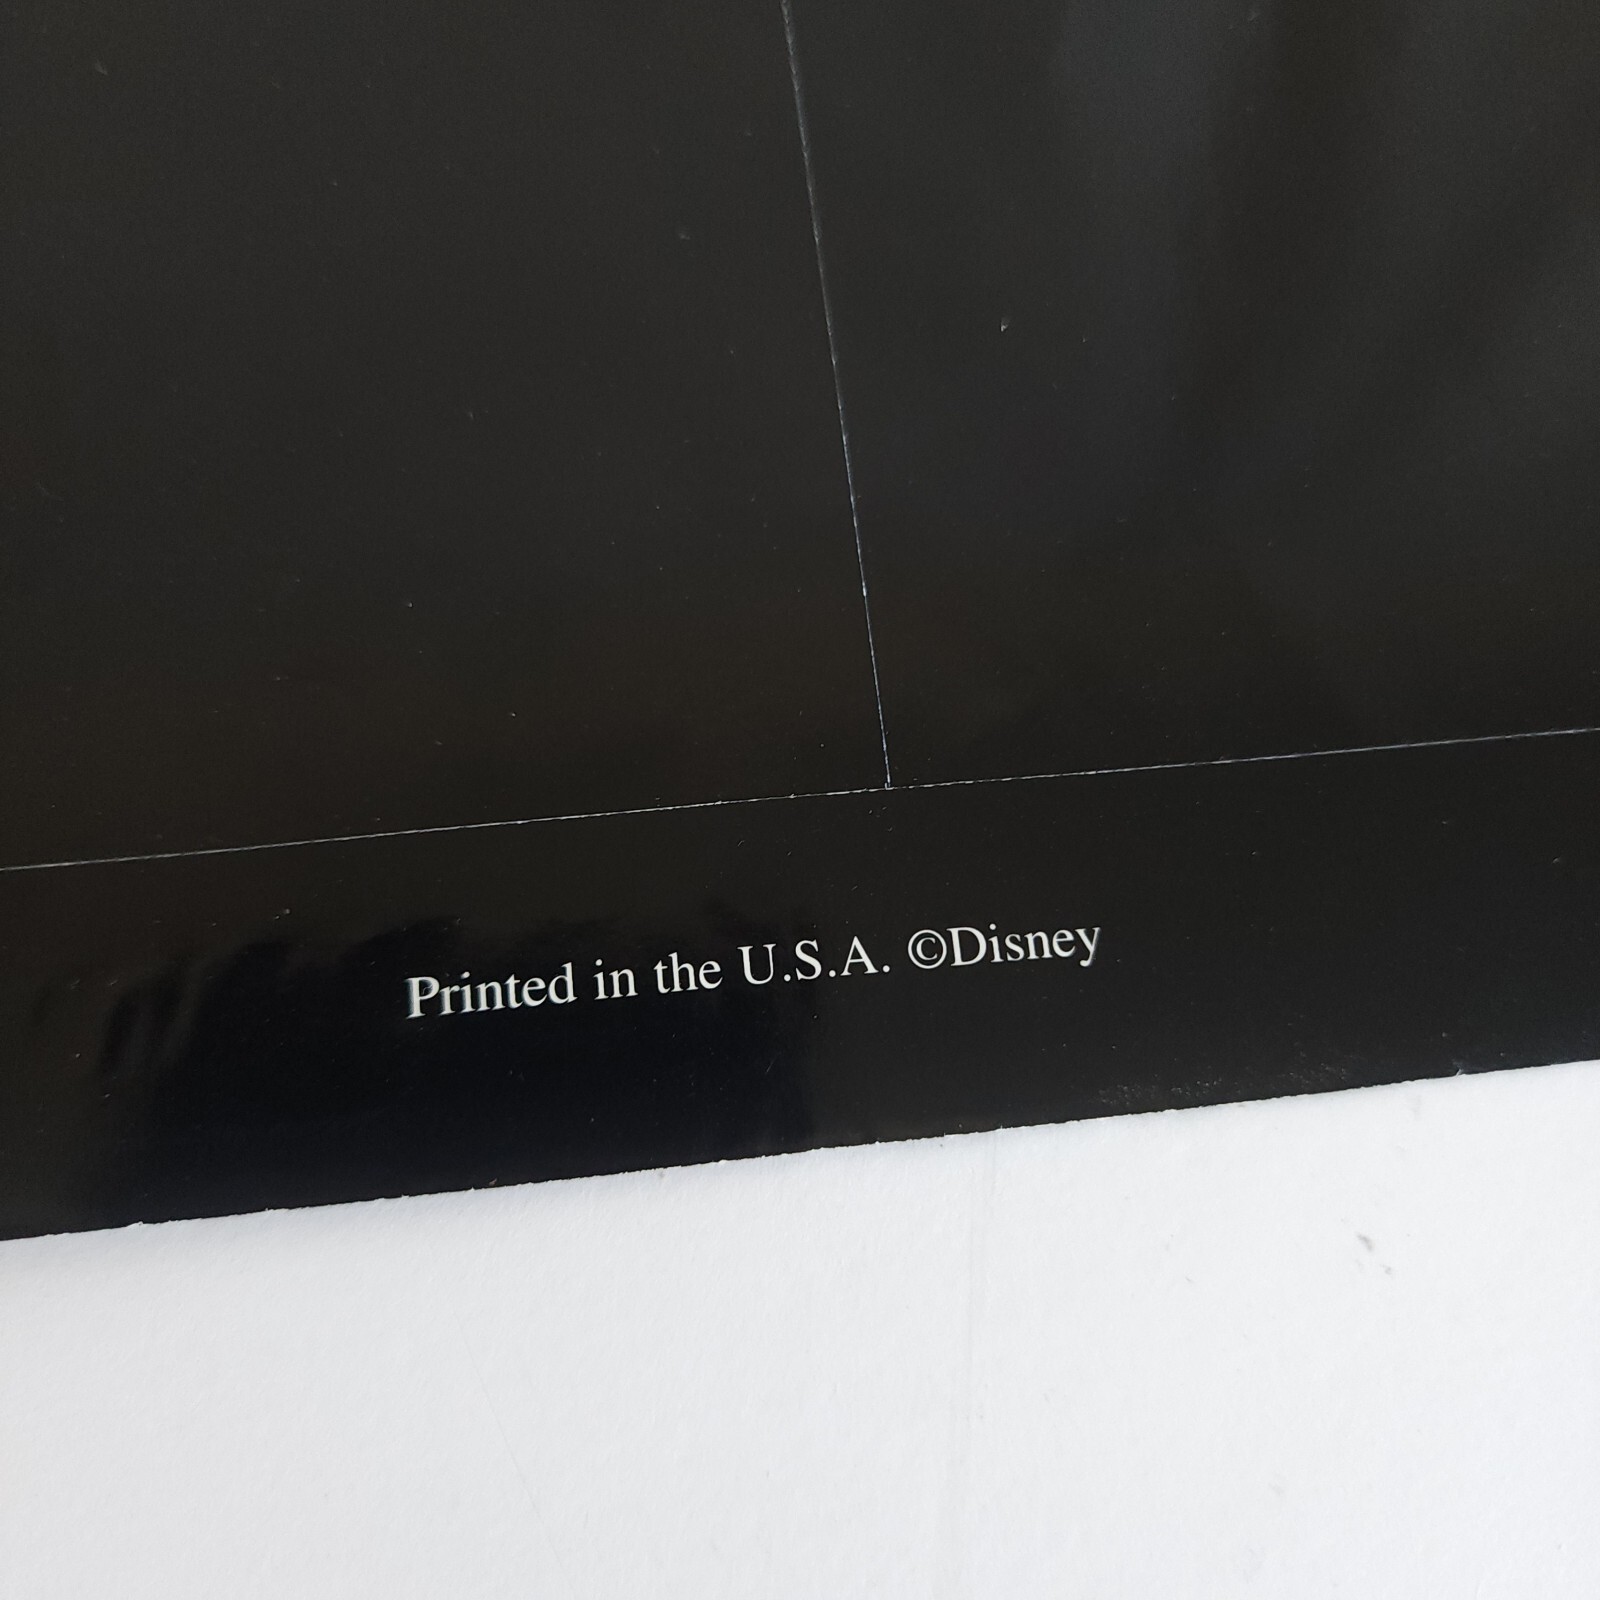 Printed in the U.S.A. ©Disney